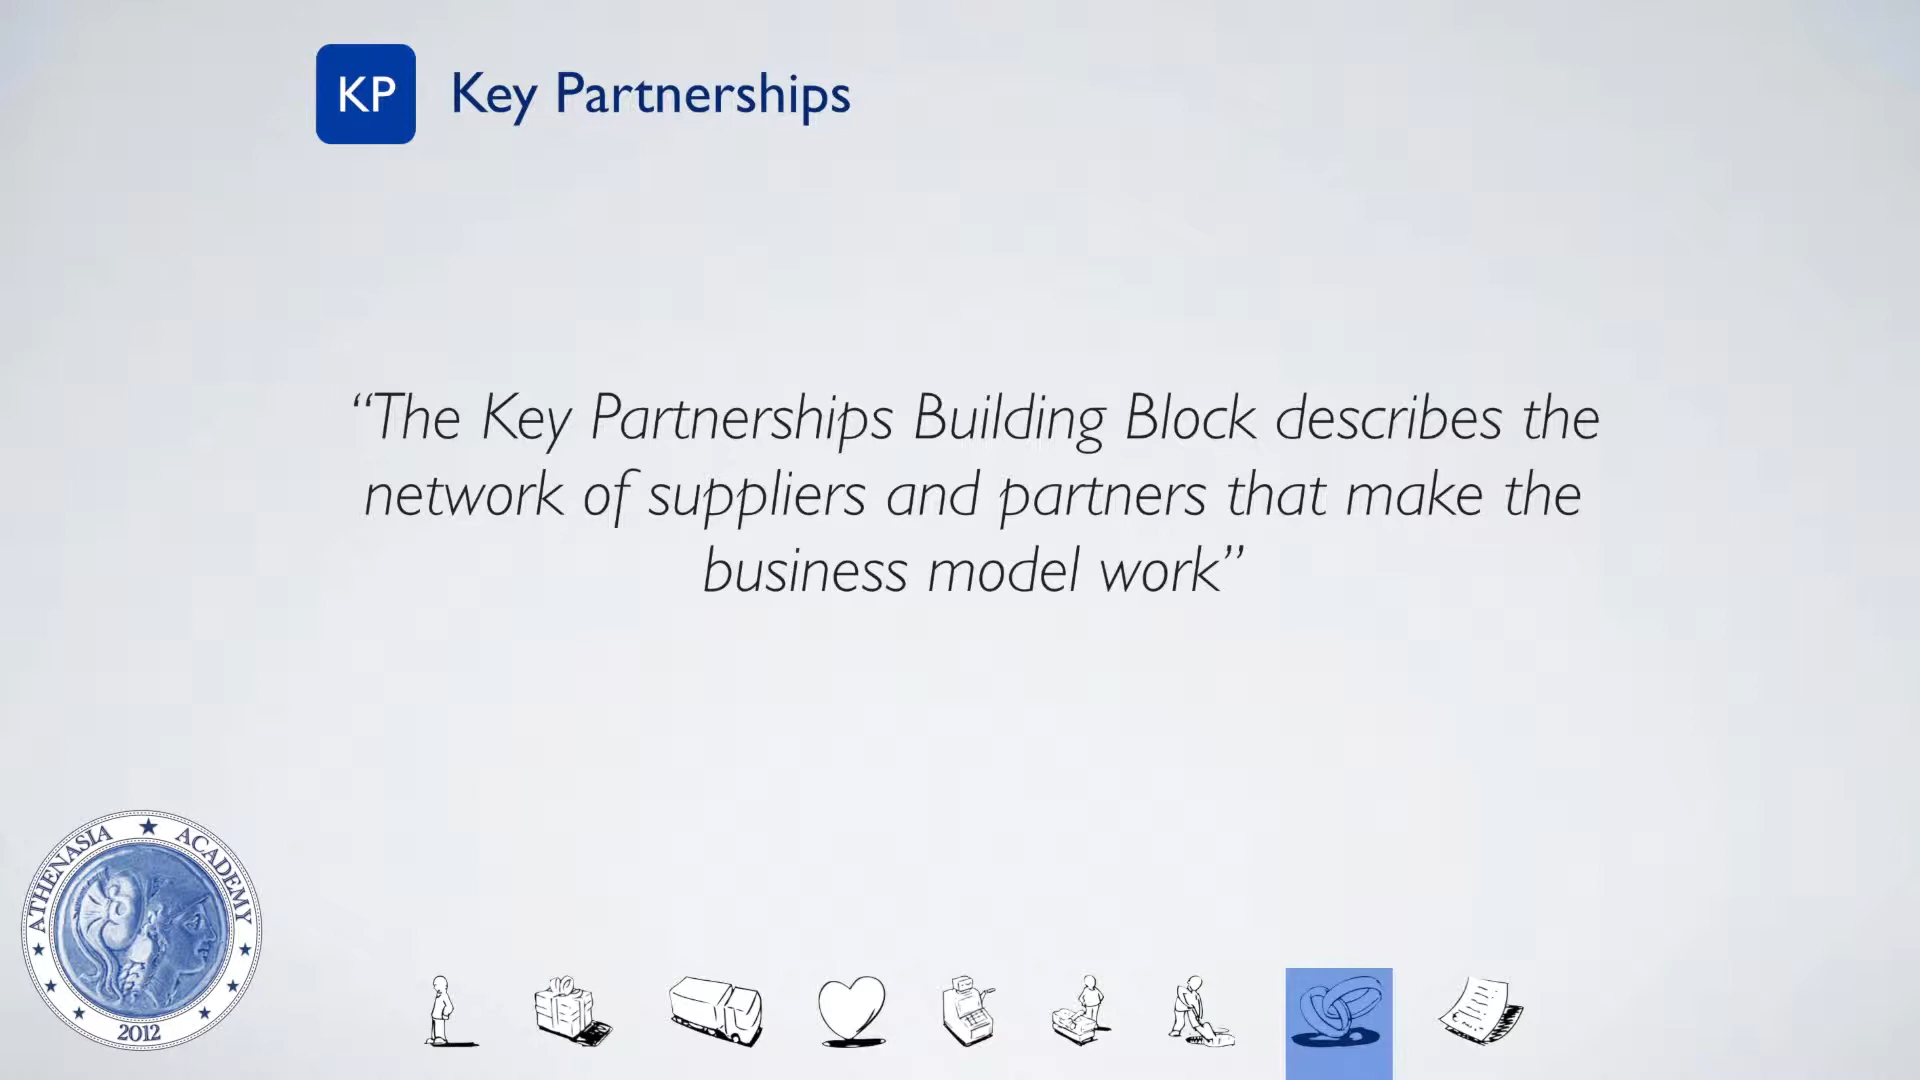 KP Key Partnerships
“The Key Partnerships Building Block describes the
network of suppliers and partners that make the
business model work”
ATHENASIA ★ ACADEMY
2012